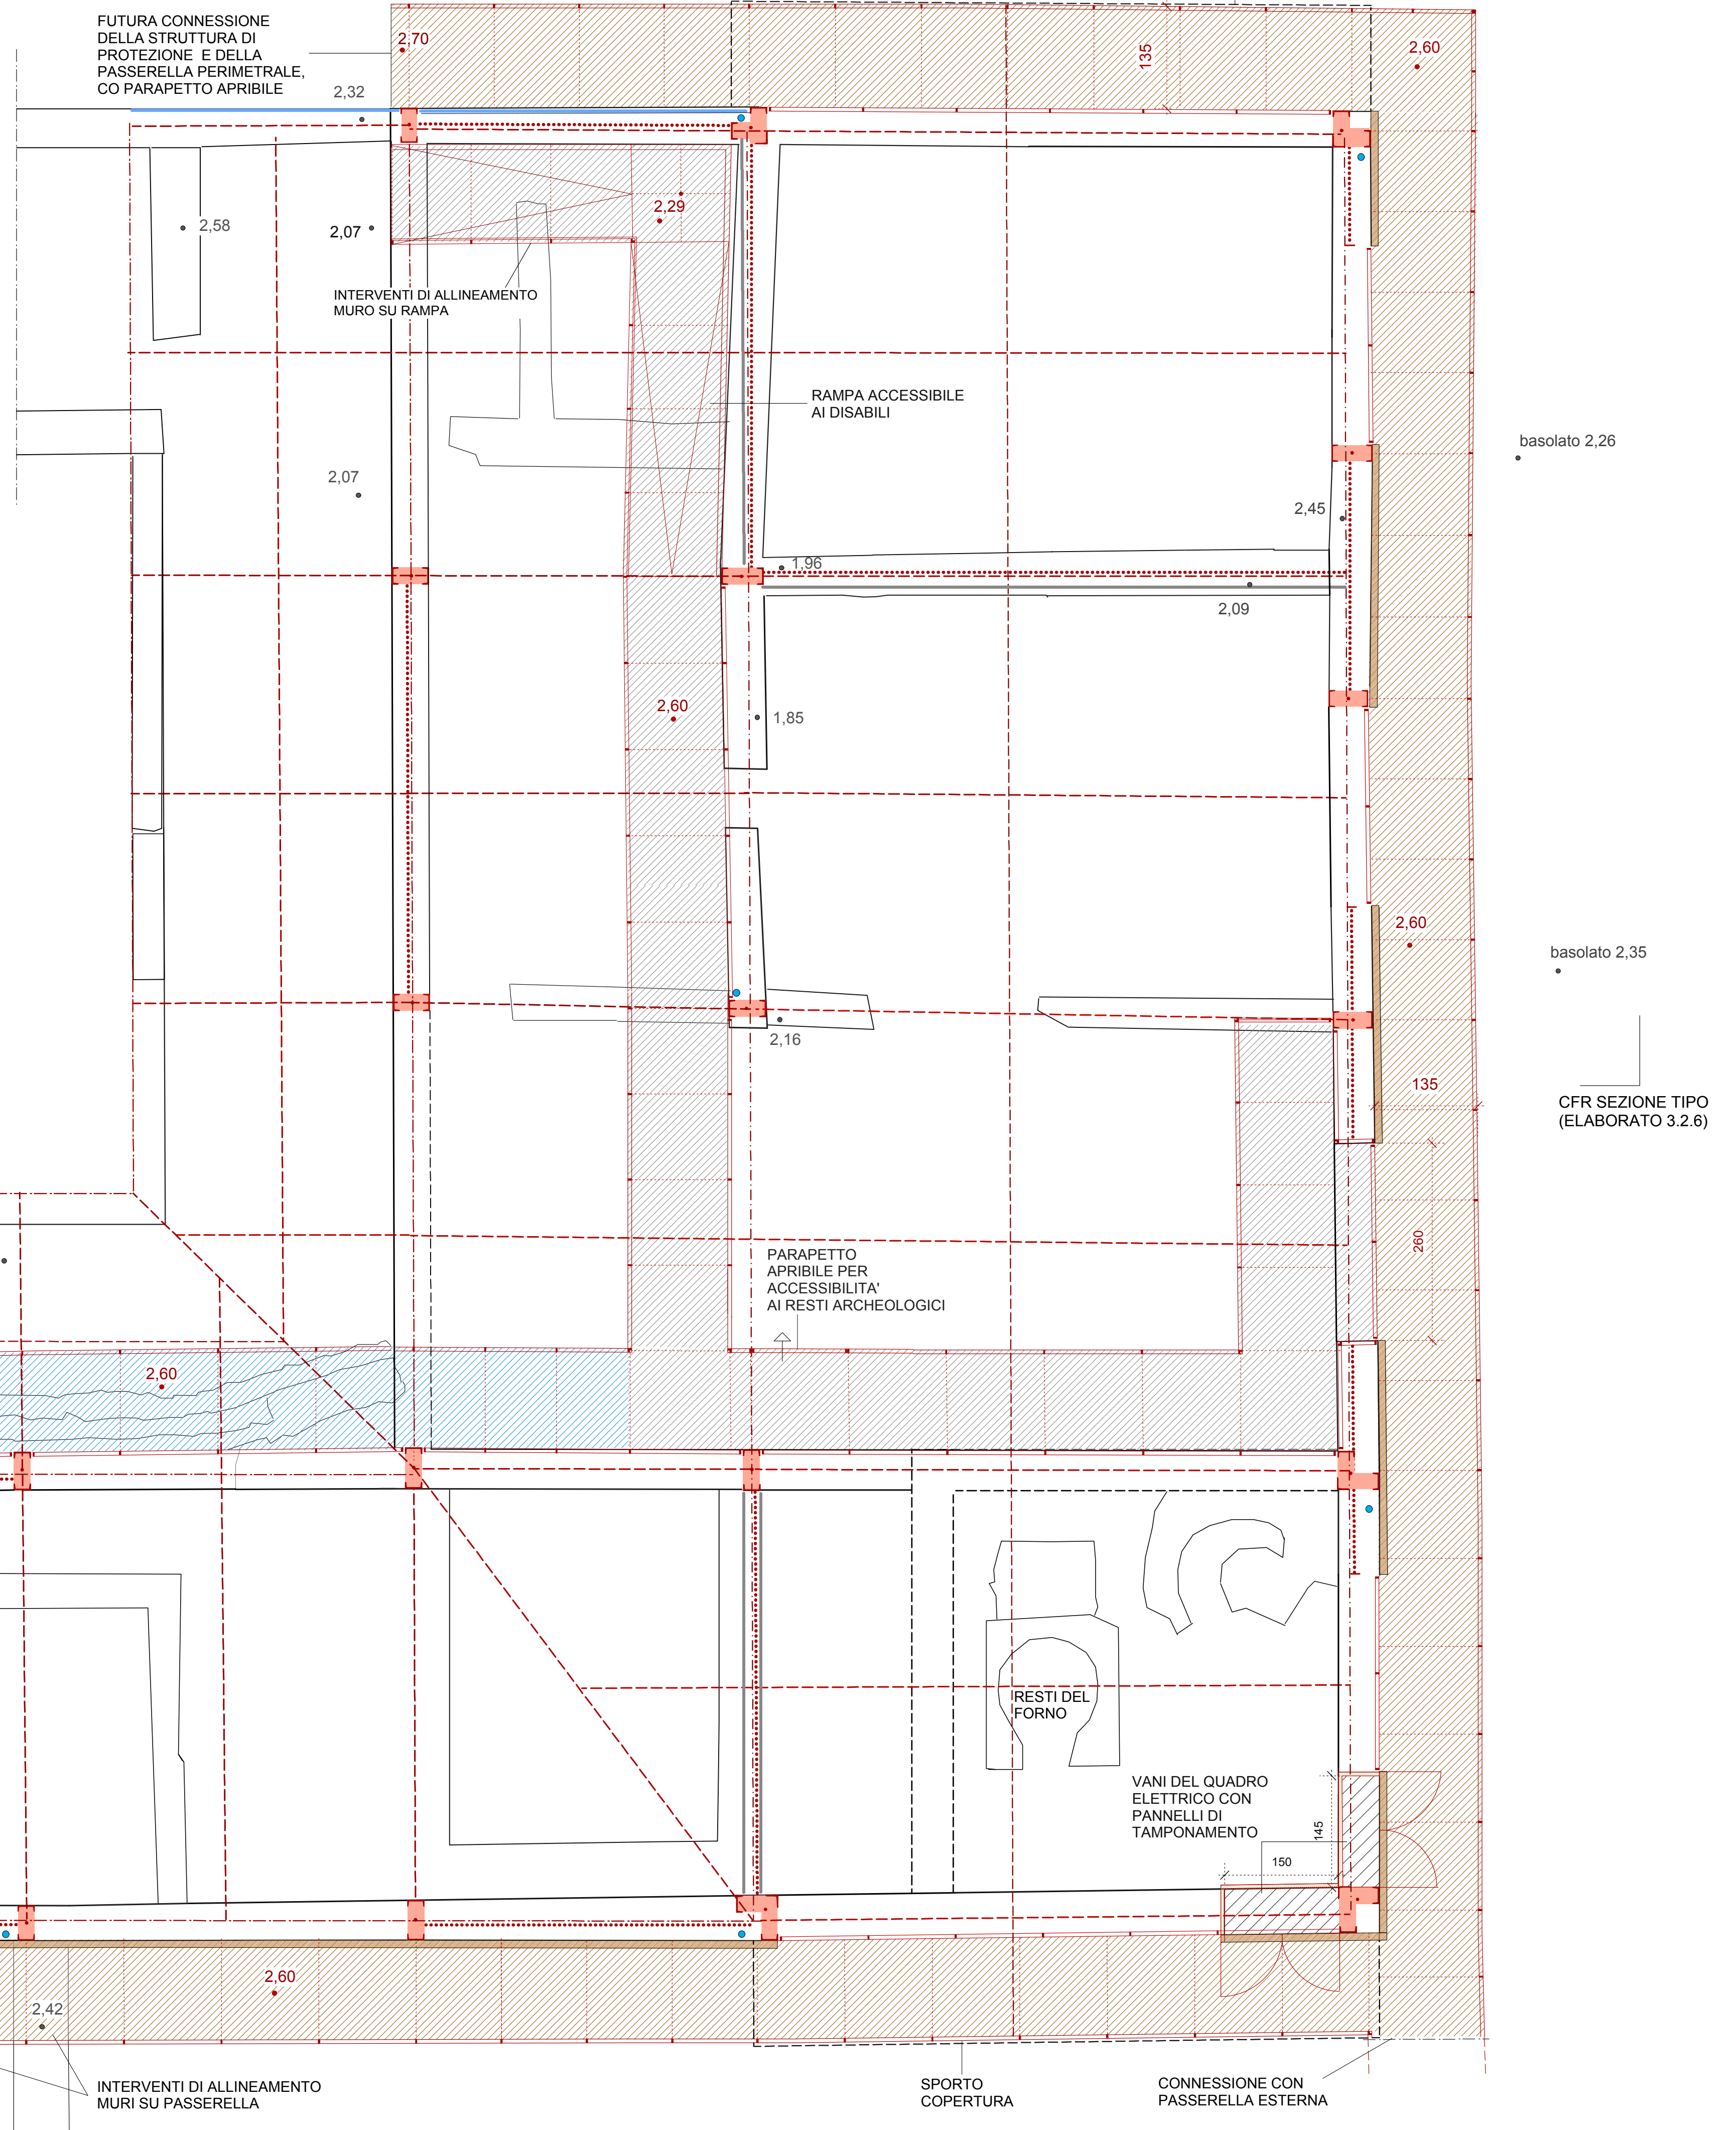 FUTURA CONNESSIONE
DELLA STRUTTURA DI
PROTEZIONE E DELLA
PASSERELLA PERIMETRALE,
CO PARAPETTO APRIBILE
2,70
135
2,60
2,32
2,58
2,07
2,29
INTERVENTI DI ALLINEAMENTO
MURO SU RAMPA
RAMPA ACCESSIBILE
AI DISABILI
basolato 2,26
2,07
2,45
1,96
2,09
2,60
1,85
2,60
basolato 2,35
2,16
135
CFR SEZIONE TIPO
(ELABORATO 3.2.6)
260
PARAPETTO
APRIBILE PER
ACCESSIBILITA'
AI RESTI ARCHEOLOGICI
2,60
RESTI DEL
FORNO
VANI DEL QUADRO
ELETTRICO CON
PANNELLI DI
TAMPONAMENTO
145
150
2,60
2,42
INTERVENTI DI ALLINEAMENTO
MURI SU PASSERELLA
SPORTO
COPERTURA
CONNESSIONE CON
PASSERELLA ESTERNA